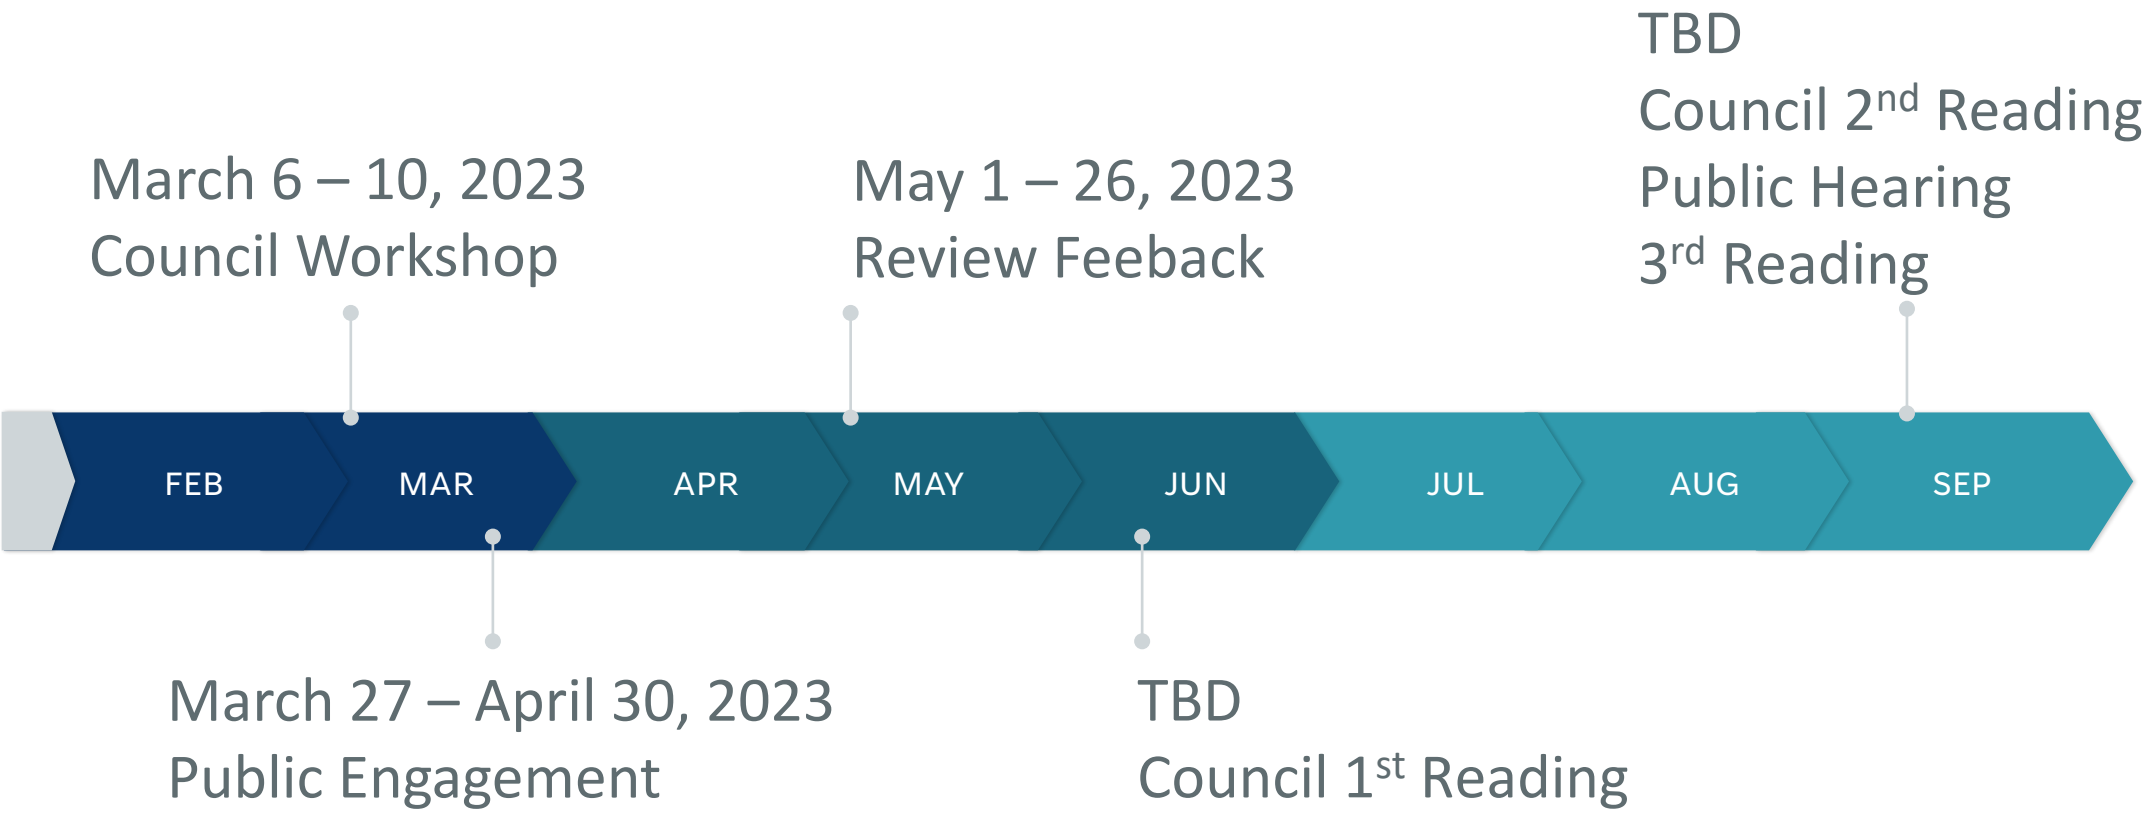 TBD
Council 2nd Reading
Public Hearing
3rd Reading
March 6 – 10, 2023
Council Workshop
May 1 – 26, 2023
Review Feeback
FEB
MAR
APR
MAY
JUN
JUL
AUG
SEP
March 27 – April 30, 2023
Public Engagement
TBD
Council 1st Reading